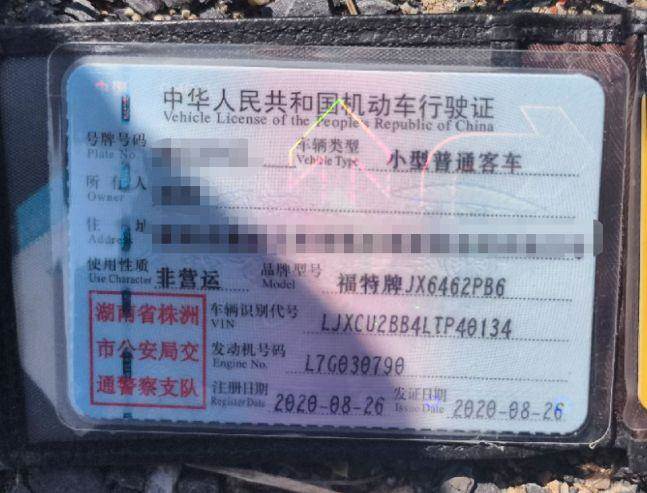 中华人民共和国机动车行驶证
Vehicle License of the People's Republic of China
号牌号码 车辆类型 小型普通客车
Plate No. Vehicle Type
所有人
Owner
住址
Address
使用性质 非营运 品牌型号 福特牌JX6462PB6
Use Character Model
湖南省株洲 车辆识别代号 LJXCU2BB4LTP40134
VIN
市公安局交 发动机号码 L7G030790
Engine No.
通警察支队 注册日期 2020-08-26 发证日期 2020-08-26
Register Date Issue Date